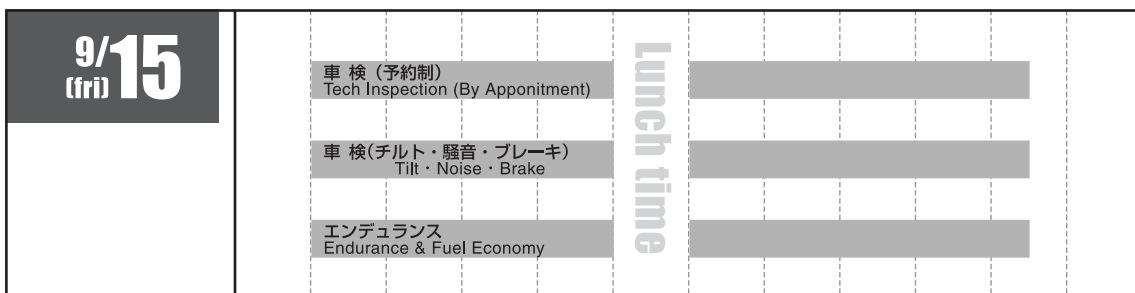 9/15
(fri)
車 検（予約制）
Tech Inspection (By Apponitment)
車 検(チルト・騒音・ブレーキ)
Tilt・Noise・Brake
エンデュランス
Endurance & Fuel Economy
Lunch time